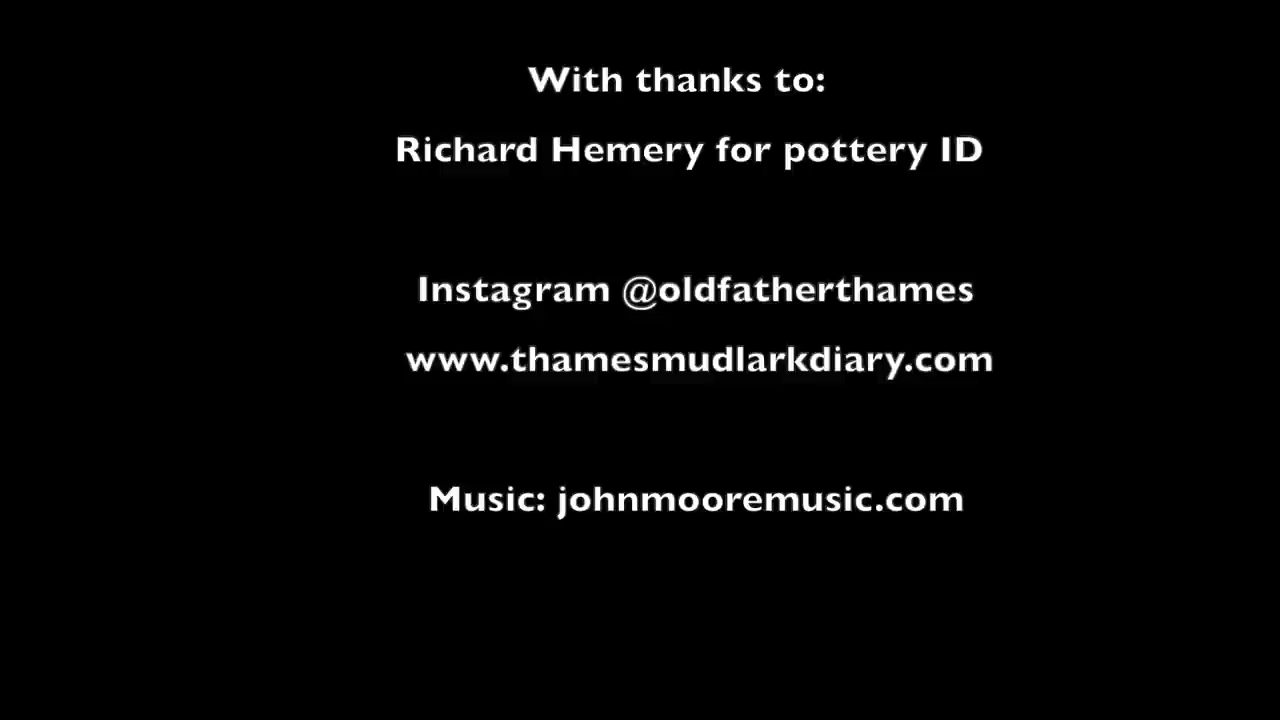 With thanks to:
Richard Hemery for pottery ID
Instagram @oldfatherthames
www.thamesmudlarkdiary.com
Music: johnmooremusic.com